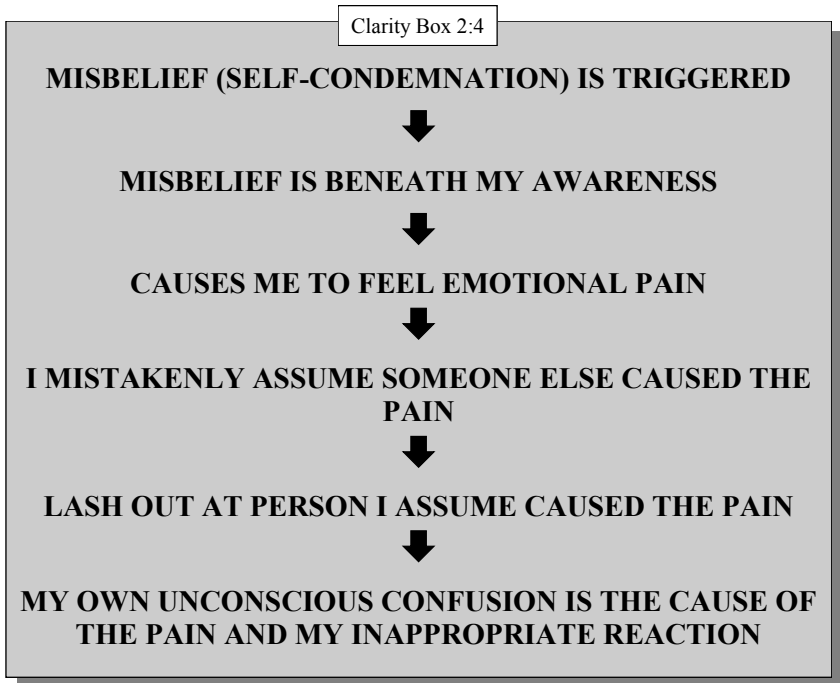 Clarity Box 2:4
MISBELIEF (SELF-CONDEMNATION) IS TRIGGERED
MISBELIEF IS BENEATH MY AWARENESS
CAUSES ME TO FEEL EMOTIONAL PAIN
I MISTAKENLY ASSUME SOMEONE ELSE CAUSED THE
PAIN
LASH OUT AT PERSON I ASSUME CAUSED THE PAIN
MY OWN UNCONSCIOUS CONFUSION IS THE CAUSE OF
THE PAIN AND MY INAPPROPRIATE REACTION